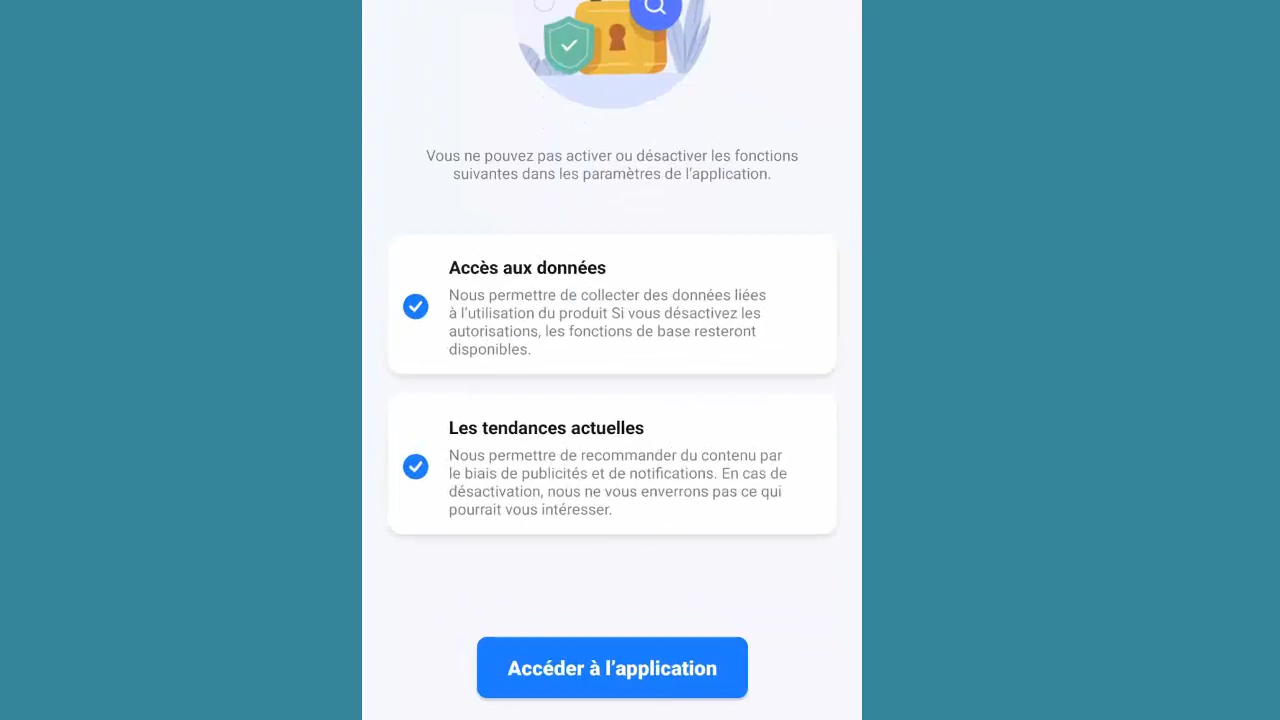 Vous ne pouvez pas activer ou désactiver les fonctions
suivantes dans les paramètres de l'application.
Accès aux données
Nous permettre de collecter des données liées
à l'utilisation du produit Si vous désactivez les
autorisations, les fonctions de base resteront
disponibles.
Les tendances actuelles
Nous permettre de recommander du contenu par
le biais de publicités et de notifications. En cas de
désactivation, nous ne vous enverrons pas ce qui
pourrait vous intéresser.
Accéder à l'application